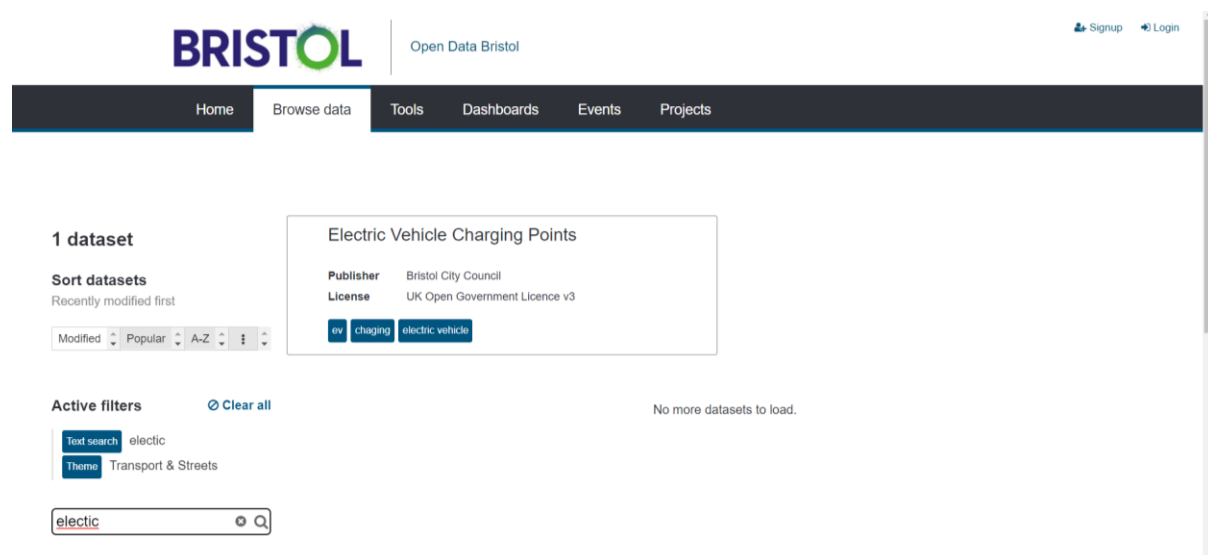 BRISTOL
Open Data Bristol
Signup Login
Home Browse data Tools Dashboards Events Projects
1 dataset
Sort datasets
Recently modified first
Modified Popular A-Z
Active filters Clear all
Text search electic
Theme Transport & Streets
electic
Electric Vehicle Charging Points
Publisher Bristol City Council
License UK Open Government Licence v3
ev chaging electric vehicle
No more datasets to load.